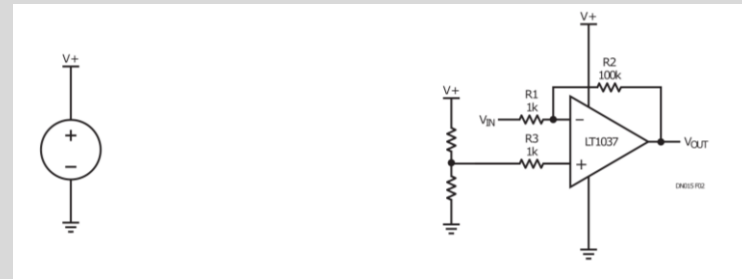 V+
+
−
V+
V+
R2
100k
R1
1k
VIN
−
LT1037
VOUT
R3
1k
+
DN015 F02